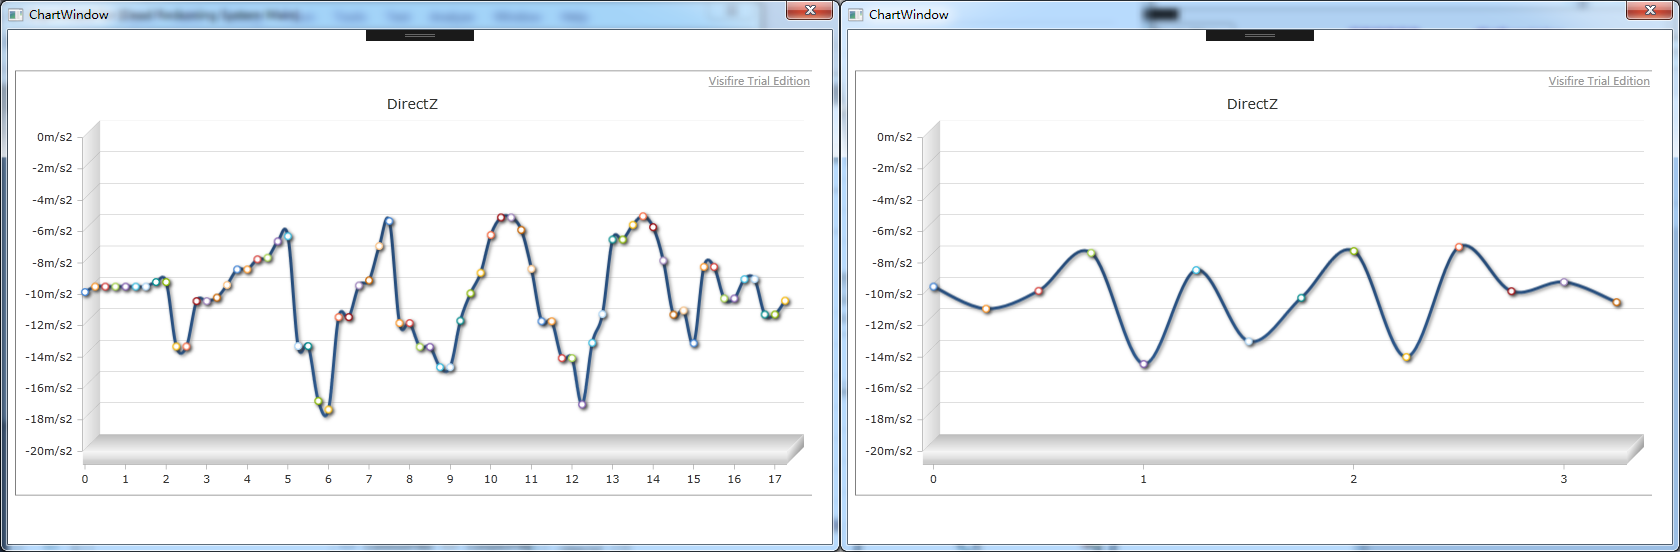 ChartWindow
Visifire Trial Edition
DirectZ
0m/s2
-2m/s2
-4m/s2
-6m/s2
-8m/s2
-10m/s2
-12m/s2
-14m/s2
-16m/s2
-18m/s2
-20m/s2
0 1 2 3 4 5 6 7 8 9 10 11 12 13 14 15 16 17
ChartWindow
Visifire Trial Edition
DirectZ
0m/s2
-2m/s2
-4m/s2
-6m/s2
-8m/s2
-10m/s2
-12m/s2
-14m/s2
-16m/s2
-18m/s2
-20m/s2
0 1 2 3